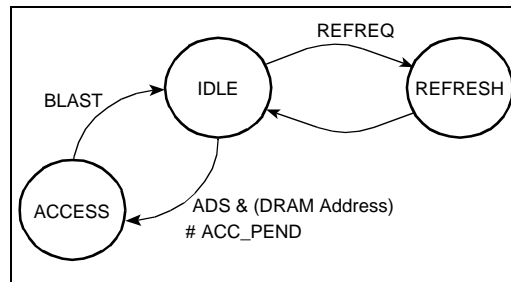 REFREQ
IDLE
REFRESH
BLAST
ACCESS
ADS & (DRAM Address)
# ACC_PEND